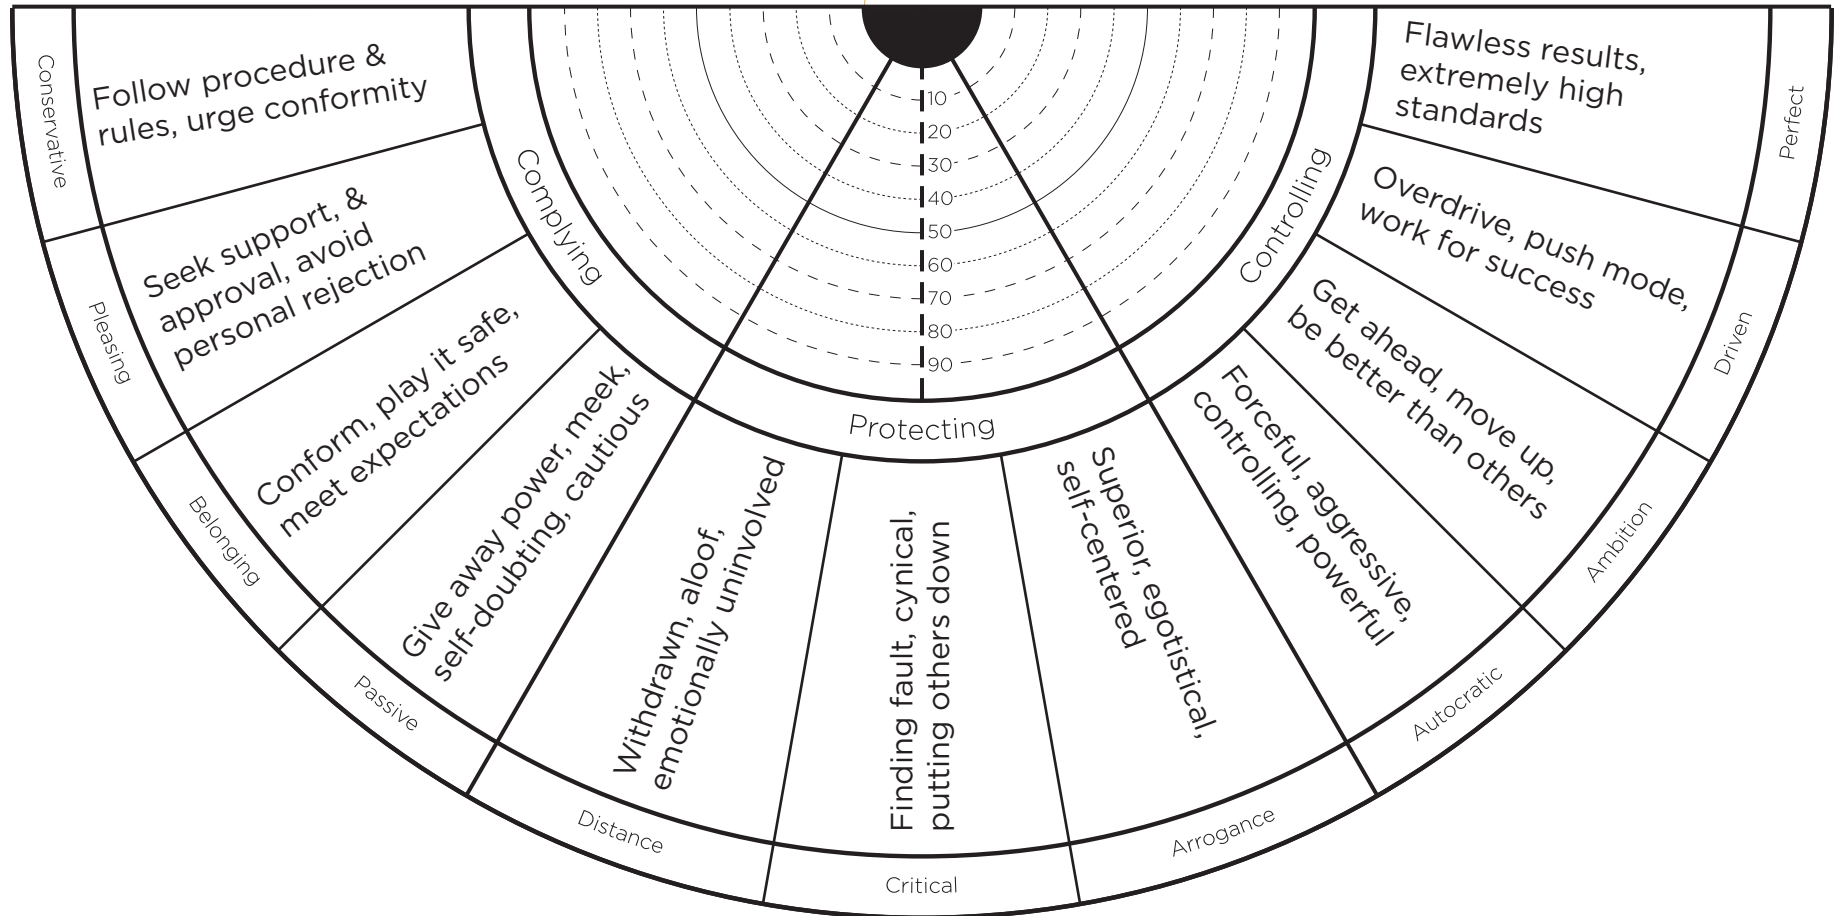 Conservative
Follow procedure &
rules, urge conformity
Pleasing
Seek support, &
approval, avoid
personal rejection
Belonging
Conform, play it safe,
meet expectations
Passive
Give away power, meek,
self-doubting, cautious
Complying
Distance
Withdrawn, aloof,
emotionally uninvolved
Critical
Finding fault, cynical,
putting others down
Arrogance
Superior, egotistical,
self-centered
Protecting
10
20
30
40
50
60
70
80
90
Controlling
Autocratic
Forceful, aggressive,
controlling, powerful
Ambition
Get ahead, move up,
be better than others
Driven
Overdrive, push mode,
work for success
Perfect
Flawless results,
extremely high
standards